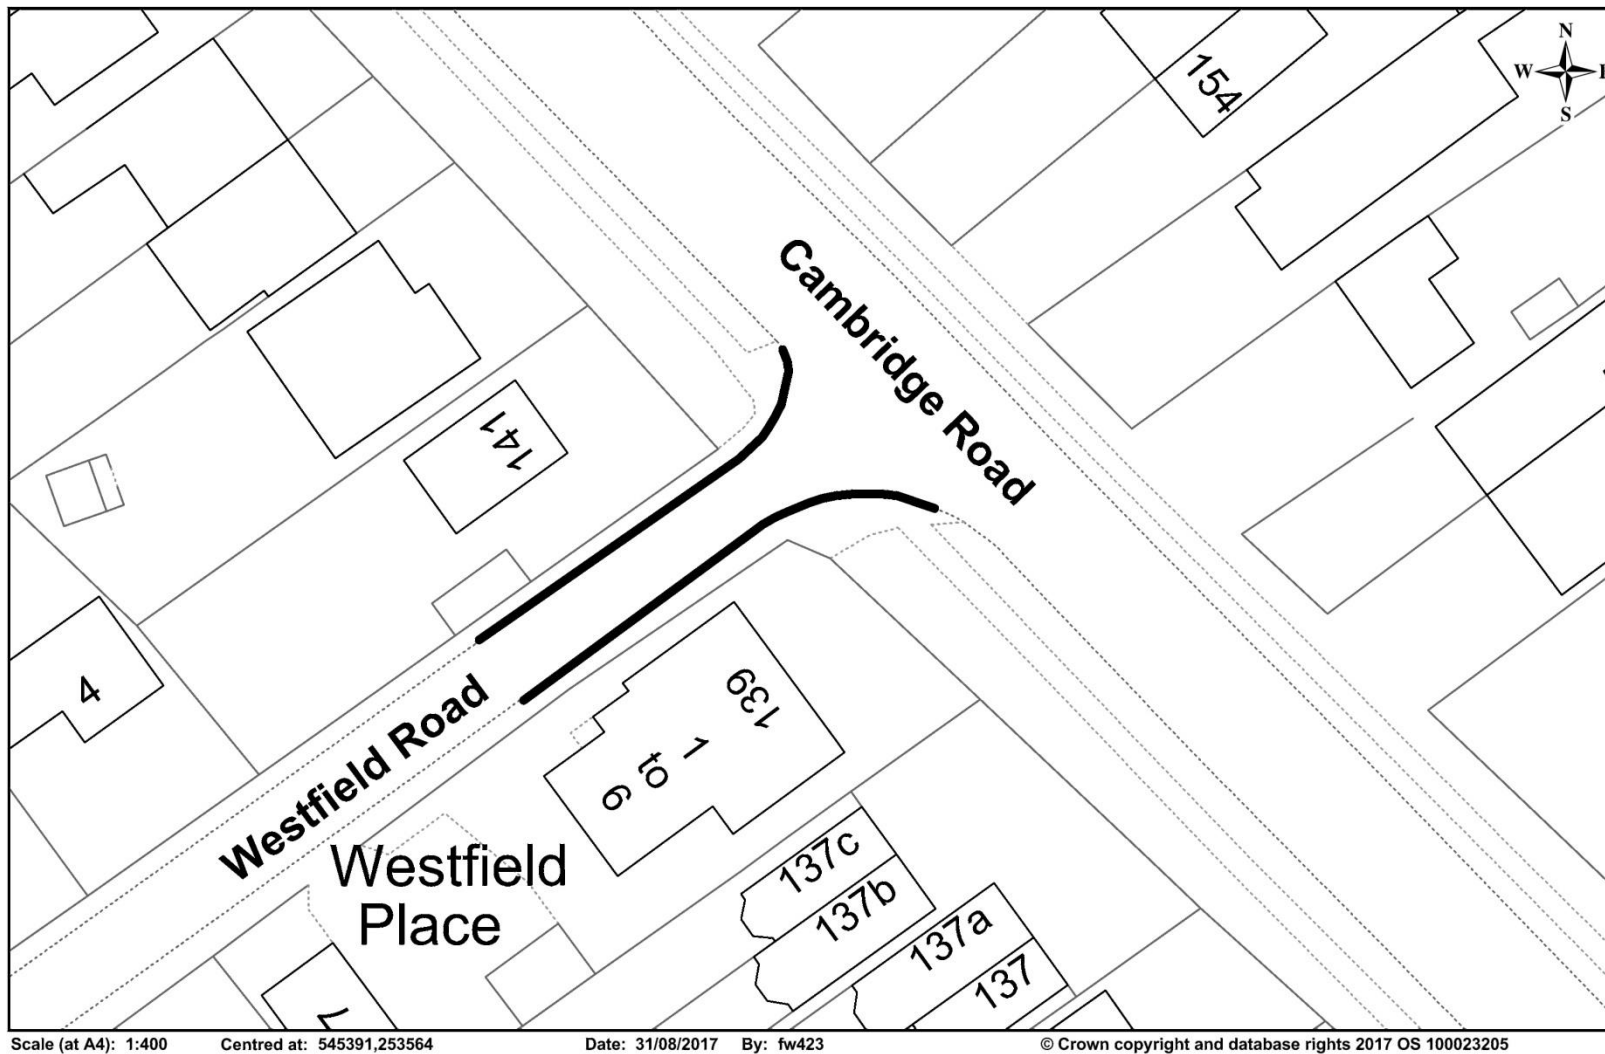 N
W
S
154
Cambridge Road
141
4
139
1 to 6
Westfield Road
Westfield
Place
137c
137b
137a
137
7
Scale (at A4): 1:400 Centred at: 545391,253564 Date: 31/08/2017 By: fw423 © Crown copyright and database rights 2017 OS 100023205